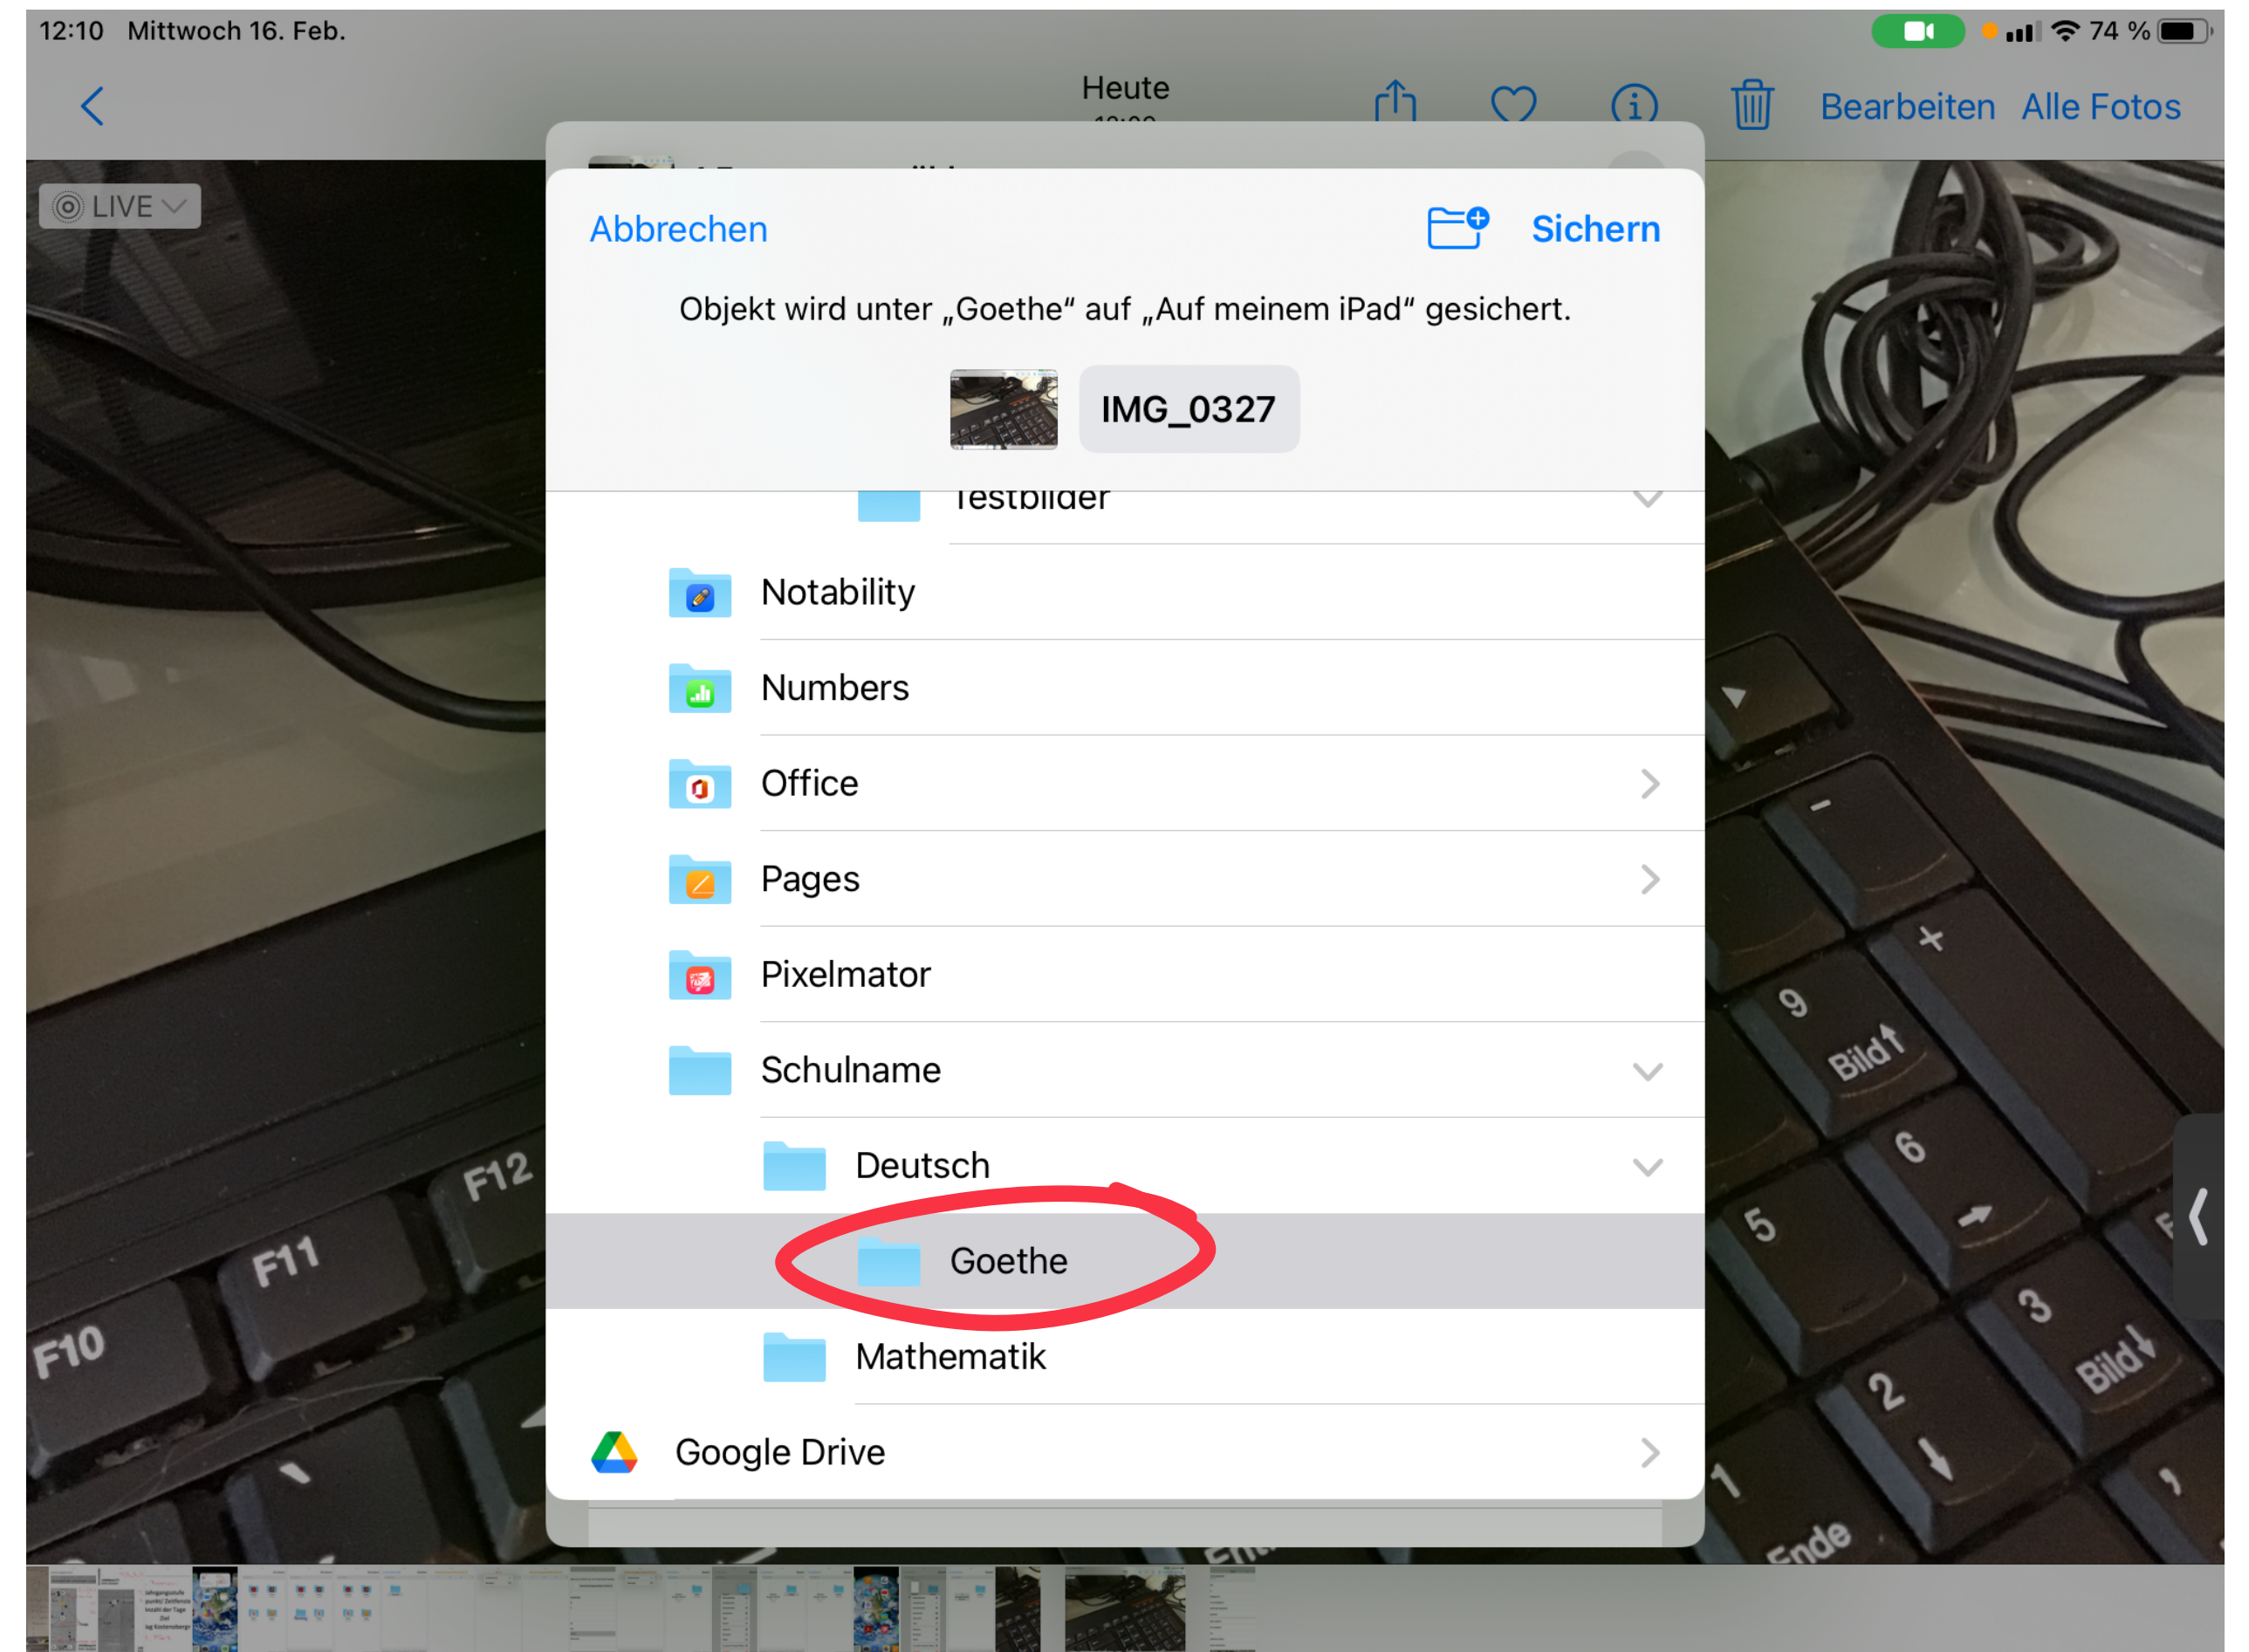 12:10 Mittwoch 16. Feb.
74 %
Heute
Bearbeiten Alle Fotos
LIVE
Abbrechen
Sichern
Objekt wird unter „Goethe“ auf „Auf meinem iPad“ gesichert.
IMG_0327
Testbilder
Notability
Numbers
Office
Pages
Pixelmator
Schulname
Deutsch
Goethe
Mathematik
Google Drive
F10
F11
F12
-
+
9
Bild↑
6
5
3
Bild↓
2
1
Ende
,
Jahrgangsstufe